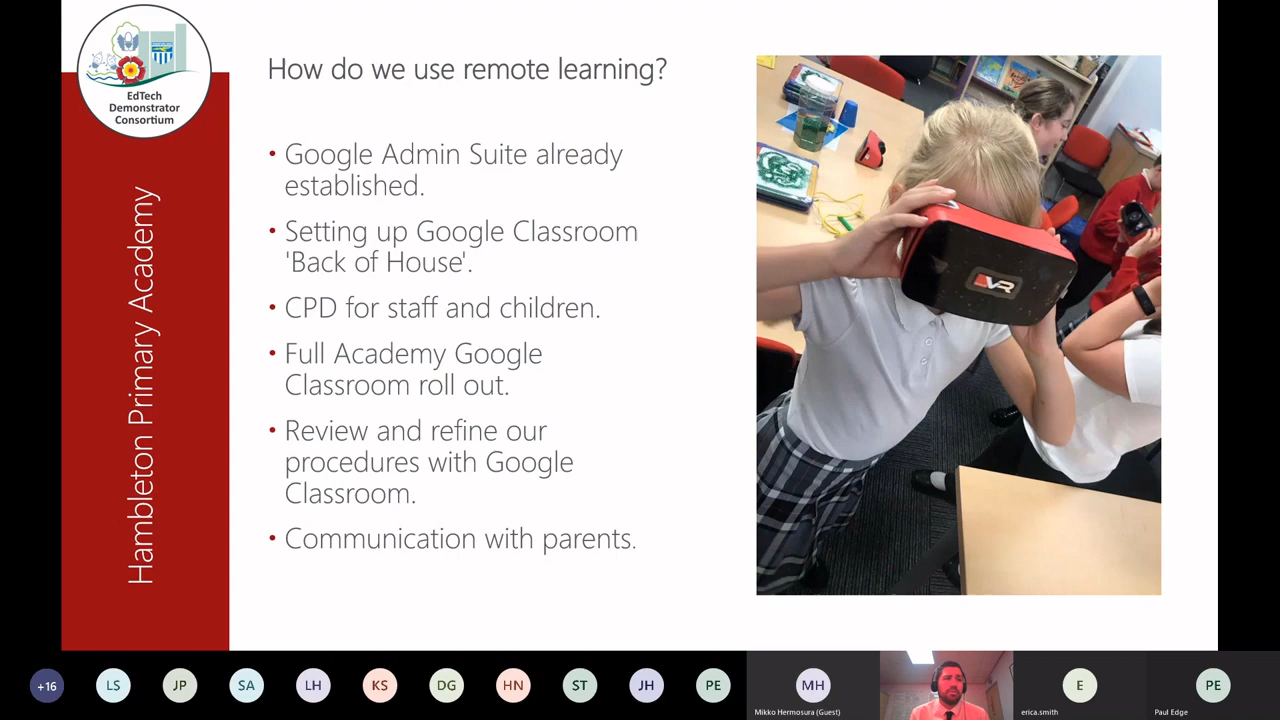 EdTech
Demonstrator
Consortium
Hambleton Primary Academy
How do we use remote learning?
• Google Admin Suite already
established.
• Setting up Google Classroom
'Back of House'.
• CPD for staff and children.
• Full Academy Google
Classroom roll out.
• Review and refine our
procedures with Google
Classroom.
• Communication with parents.
VR
+16
LS
JP
SA
LH
KS
DG
HN
ST
JH
PE
MH
Mikko Hermosura (Guest)
E
erica.smith
PE
Paul Edge